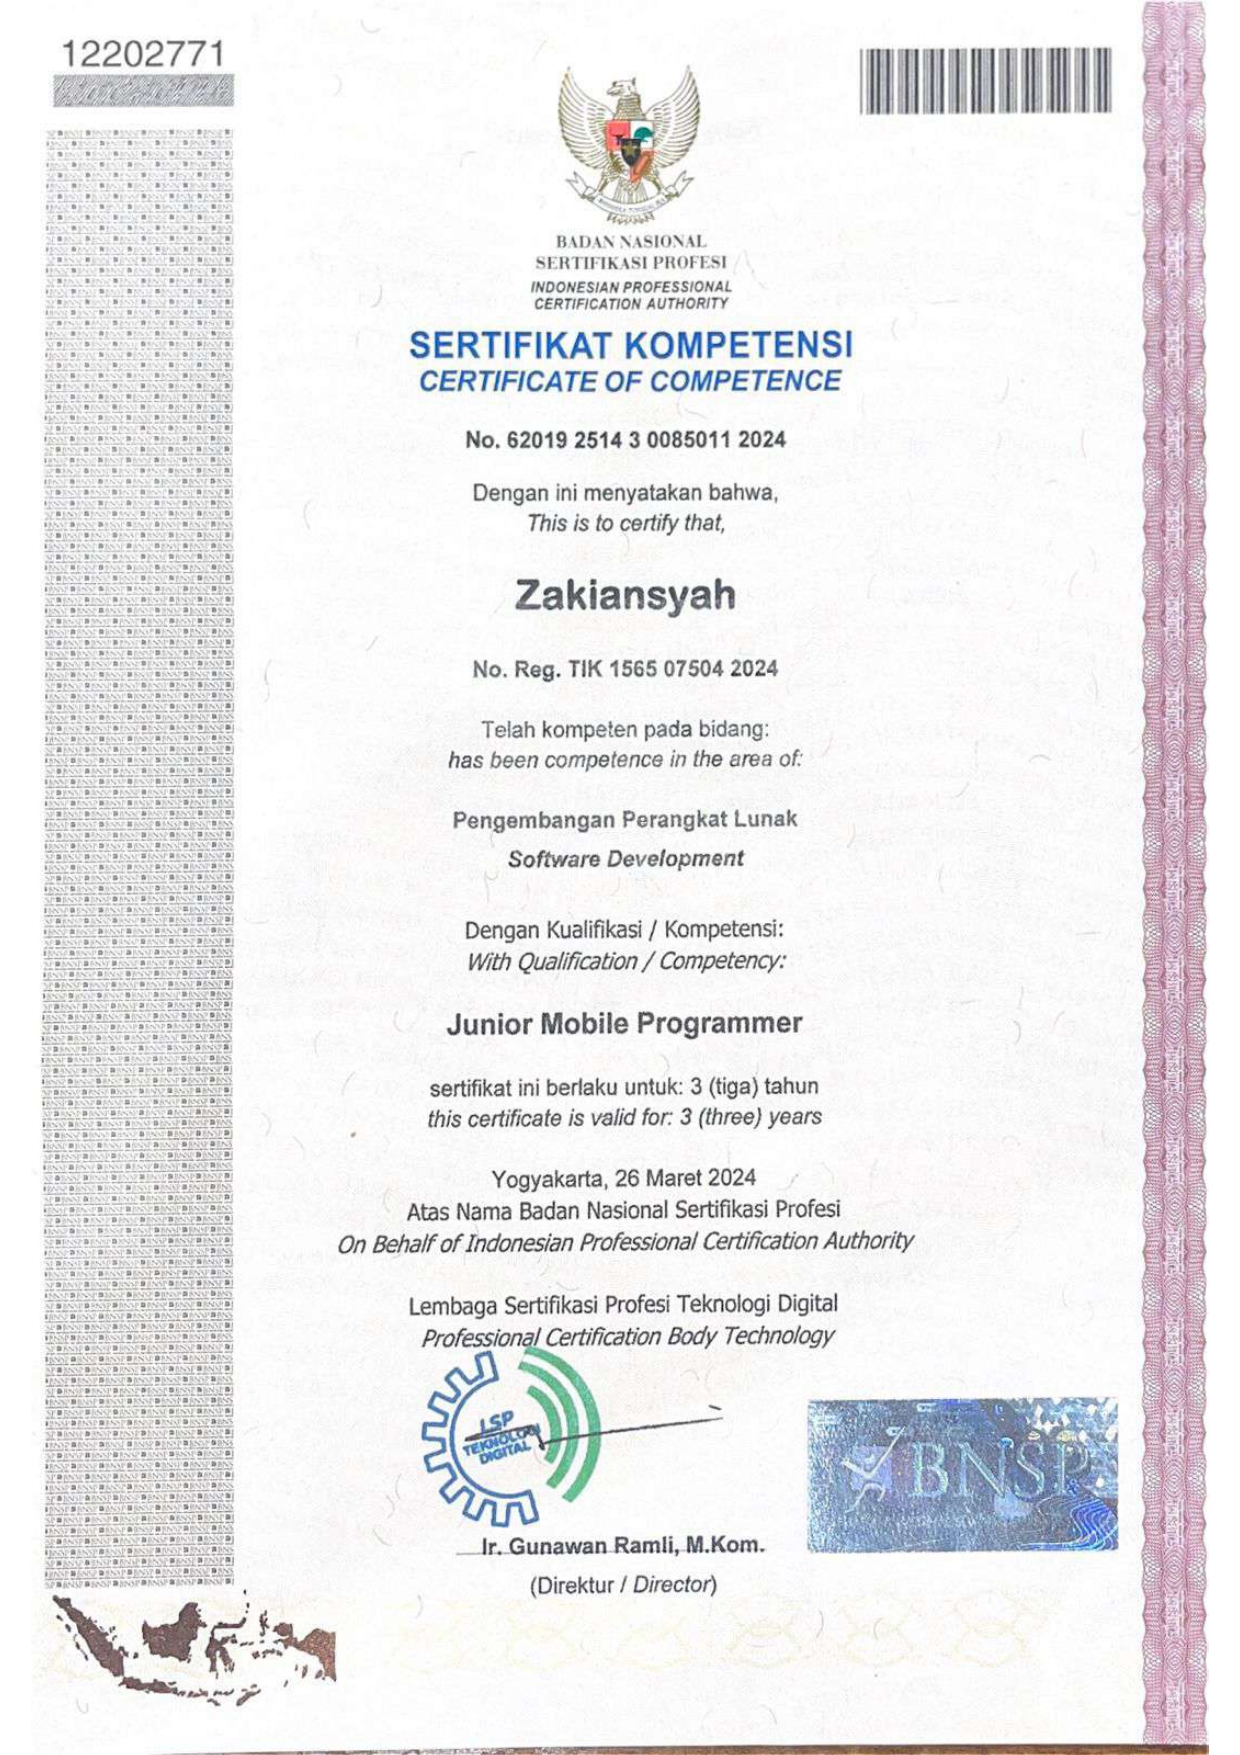 12202771
BADAN NASIONAL
SERTIFIKASI PROFESI
INDONESIAN PROFESSIONAL
CERTIFICATION AUTHORITY
SERTIFIKAT KOMPETENSI
CERTIFICATE OF COMPETENCE
No. 62019 2514 3 0085011 2024
Dengan ini menyatakan bahwa,
This is to certify that,
Zakiansyah
No. Reg. TIK 1565 07504 2024
Telah kompeten pada bidang:
has been competence in the area of:
Pengembangan Perangkat Lunak
Software Development
Dengan Kualifikasi / Kompetensi:
With Qualification / Competency:
Junior Mobile Programmer
sertifikat ini berlaku untuk: 3 (tiga) tahun
this certificate is valid for: 3 (three) years
Yogyakarta, 26 Maret 2024
Atas Nama Badan Nasional Sertifikasi Profesi
On Behalf of Indonesian Professional Certification Authority
Lembaga Sertifikasi Profesi Teknologi Digital
Professional Certification Body Technology
LSP
TEKNOLOGI
DIGITAL
BNSP
Ir. Gunawan Ramli, M.Kom.
(Direktur / Director)